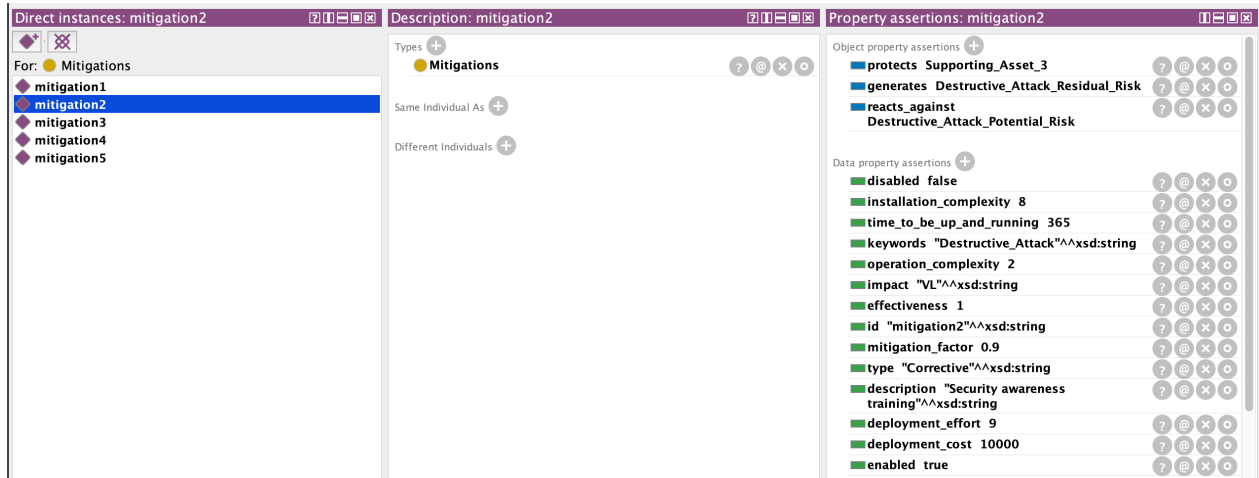 Direct instances: mitigation2
For: Mitigations
mitigation1
mitigation2
mitigation3
mitigation4
mitigation5
Description: mitigation2
Types
Mitigations
Same Individual As
Different Individuals
Property assertions: mitigation2
Object property assertions
protects Supporting_Asset_3
generates Destructive_Attack_Residual_Risk
reacts_against
Destructive_Attack_Potential_Risk
Data property assertions
disabled false
installation_complexity 8
time_to_be_up_and_running 365
keywords "Destructive_Attack"^^xsd:string
operation_complexity 2
impact "VL"^^xsd:string
effectiveness 1
id "mitigation2"^^xsd:string
mitigation_factor 0.9
type "Corrective"^^xsd:string
description "Security awareness
training"^^xsd:string
deployment_effort 9
deployment_cost 10000
enabled true